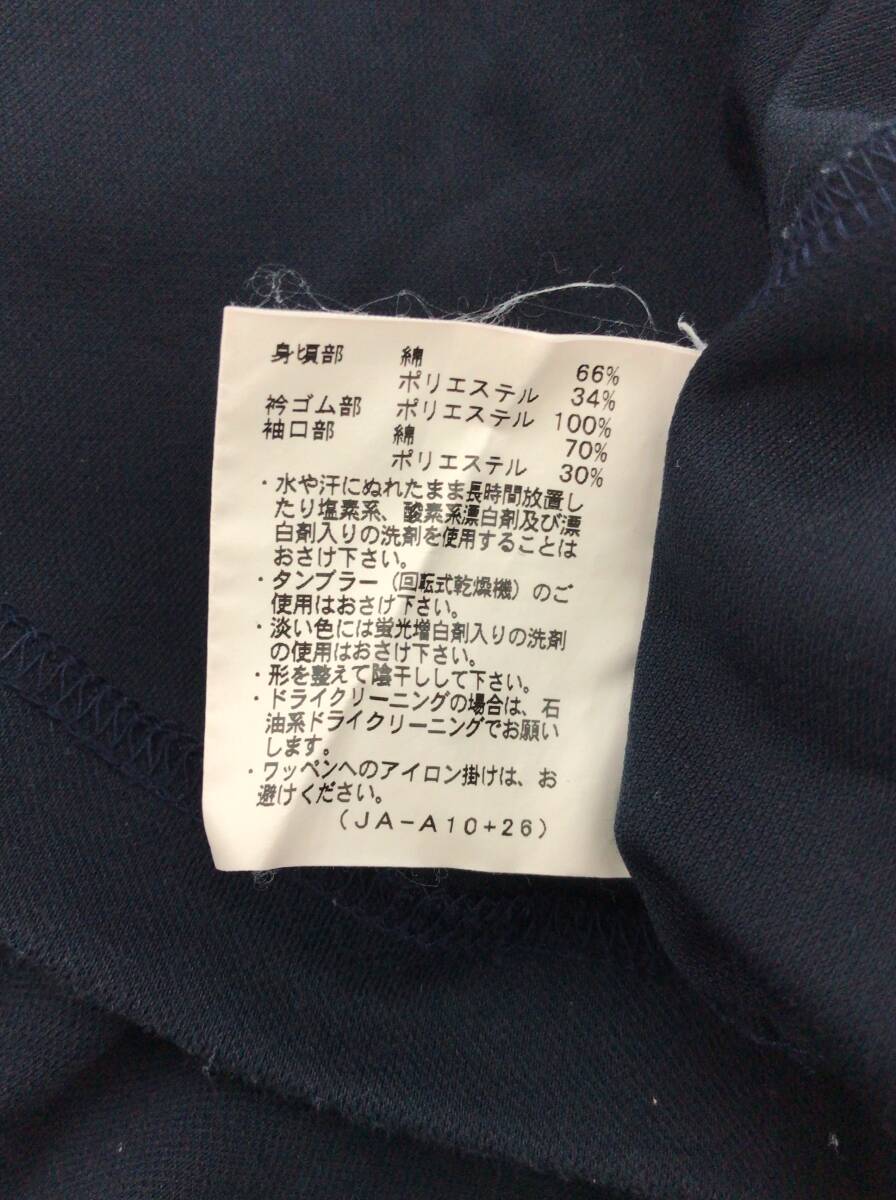 身頃部 綿 66%
ポリエステル 34%
衿ゴム部 ポリエステル 100%
袖口部 綿 70%
ポリエステル 30%
・水や汗にぬれたまま長時間放置し
たり塩素系、酸素系漂白剤及び漂
白剤入りの洗剤を使用することは
おさけ下さい。
・タンブラー（回転式乾燥機）のご
使用はおさけ下さい。
・淡い色には蛍光増白剤入りの洗剤
の使用はおさけ下さい。
・形を整えて陰干しして下さい。
・ドライクリーニングの場合は、石
油系ドライクリーニングでお願い
します。
・ワッペンへのアイロン掛けは、お
避けください。
(JA-A10+26)